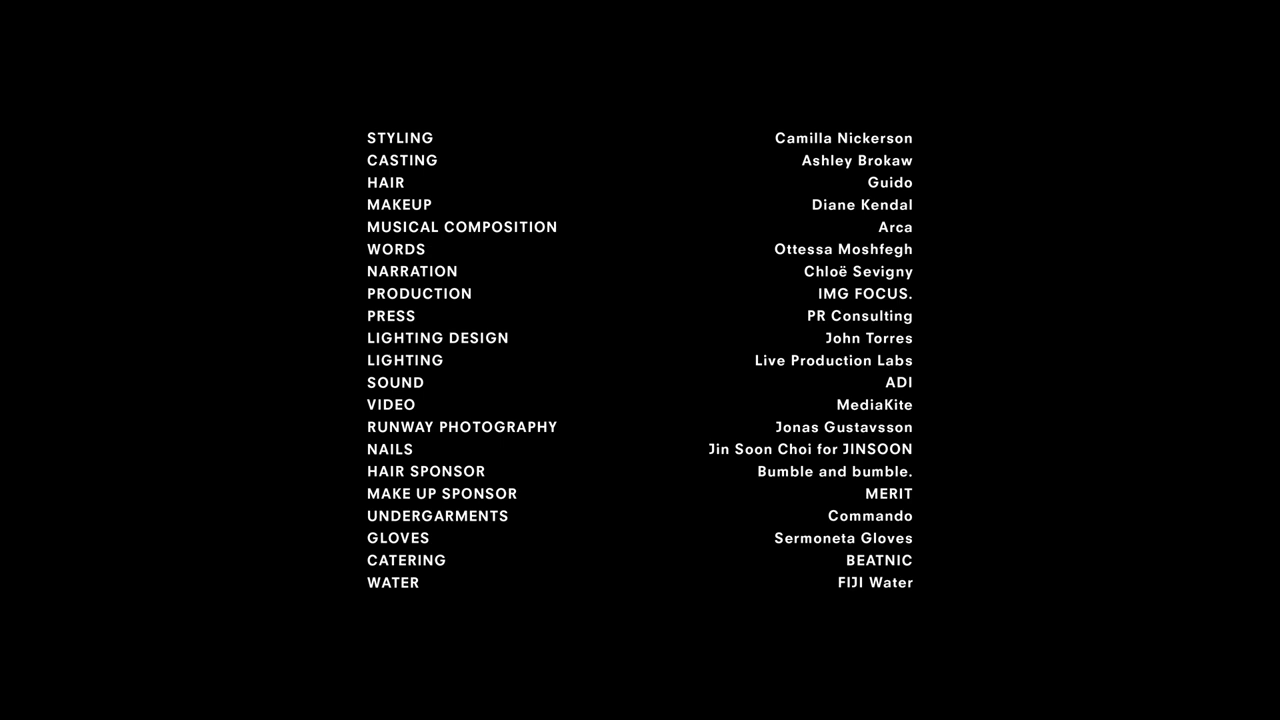 STYLING Camilla Nickerson
CASTING Ashley Brokaw
HAIR Guido
MAKEUP Diane Kendal
MUSICAL COMPOSITION Arca
WORDS Ottessa Moshfegh
NARRATION Chloë Sevigny
PRODUCTION IMG FOCUS.
PRESS PR Consulting
LIGHTING DESIGN John Torres
LIGHTING Live Production Labs
SOUND ADI
VIDEO MediaKite
RUNWAY PHOTOGRAPHY Jonas Gustavsson
NAILS Jin Soon Choi for JINSOON
HAIR SPONSOR Bumble and bumble.
MAKE UP SPONSOR MERIT
UNDERGARMENTS Commando
GLOVES Sermoneta Gloves
CATERING BEATNIC
WATER FIJI Water